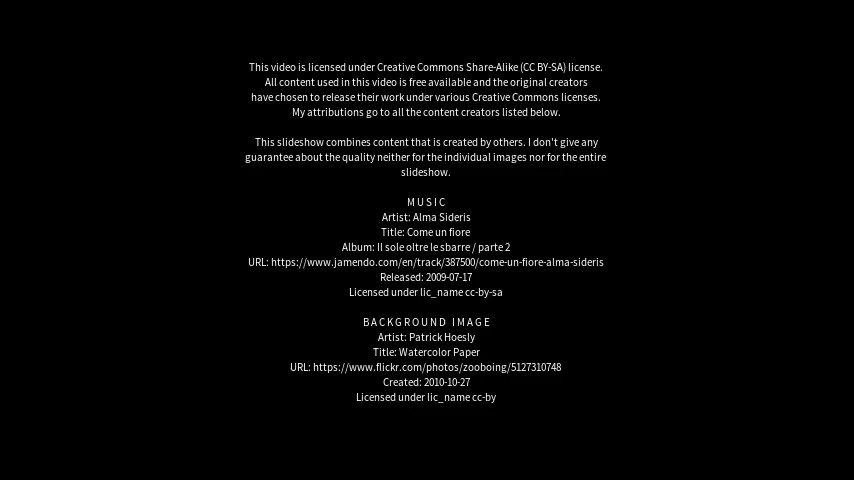 This video is licensed under Creative Commons Share-Alike (CC BY-SA) license.
All content used in this video is free available and the original creators
have chosen to release their work under various Creative Commons licenses.
My attributions go to all the content creators listed below.
This slideshow combines content that is created by others. I don't give any
guarantee about the quality neither for the individual images nor for the entire
slideshow.
MUSIC
Artist: Alma Sideris
Title: Come un fiore
Album: Il sole oltre le sbarre / parte 2
URL: https://www.jamendo.com/en/track/387500/come-un-fiore-alma-sideris
Released: 2009-07-17
Licensed under lic_name cc-by-sa
BACKGROUND IMAGE
Artist: Patrick Hoesly
Title: Watercolor Paper
URL: https://www.flickr.com/photos/zooboing/5127310748
Created: 2010-10-27
Licensed under lic_name cc-by